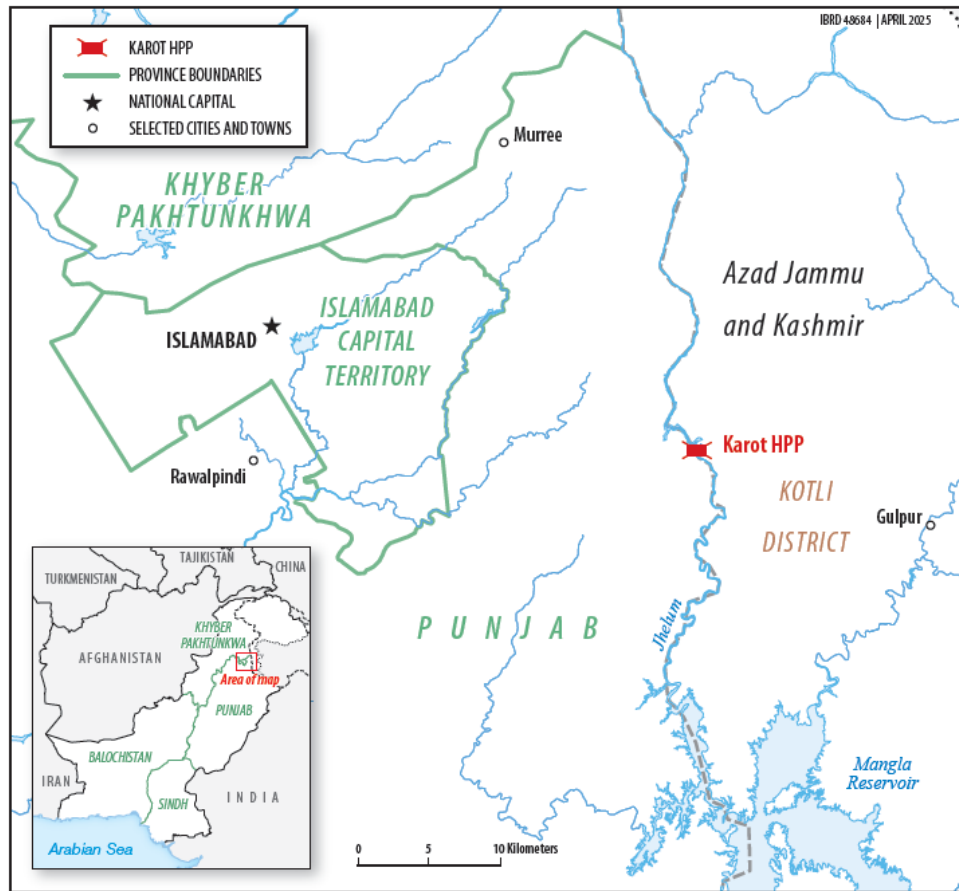 IBRD 48684 | APRIL 2025
KAROT HPP
PROVINCE BOUNDARIES
NATIONAL CAPITAL
SELECTED CITIES AND TOWNS
Murree
KHYBER
PAKHTUNKHWA
Azad Jammu
and Kashmir
ISLAMABAD
ISLAMABAD
CAPITAL
TERRITORY
Karot HPP
Rawalpindi
KOTLI
DISTRICT
Gulpur
PUNJAB
Jhelum
Mangla
Reservoir
0 5 10 Kilometers
TAJIKISTAN
CHINA
TURKMENISTAN
KHYBER
PAKHTUNKWA
AFGHANISTAN
Area of map
PUNJAB
BALOCHISTAN
IRAN
SINDH
INDIA
Arabian Sea